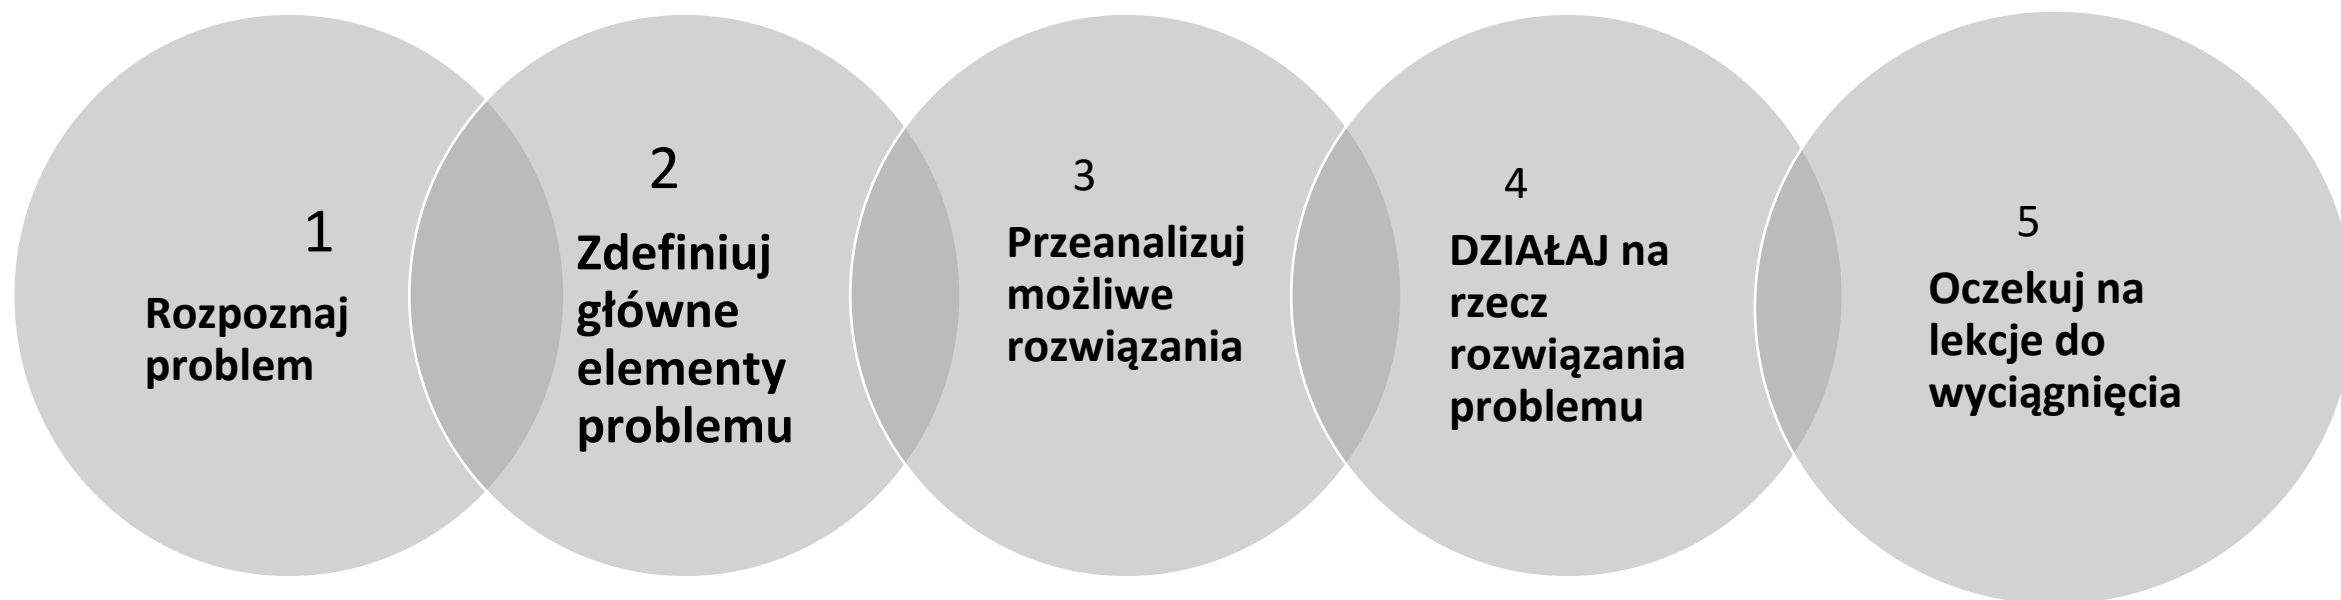 1
Rozpoznaj
problem
2
Zdefiniuj
główne
elementy
problemu
3
Przeanalizuj
możliwe
rozwiązania
4
DZIAŁAJ na
rzecz
rozwiązania
problemu
5
Oczekuj na
lekcje do
wyciągnięcia